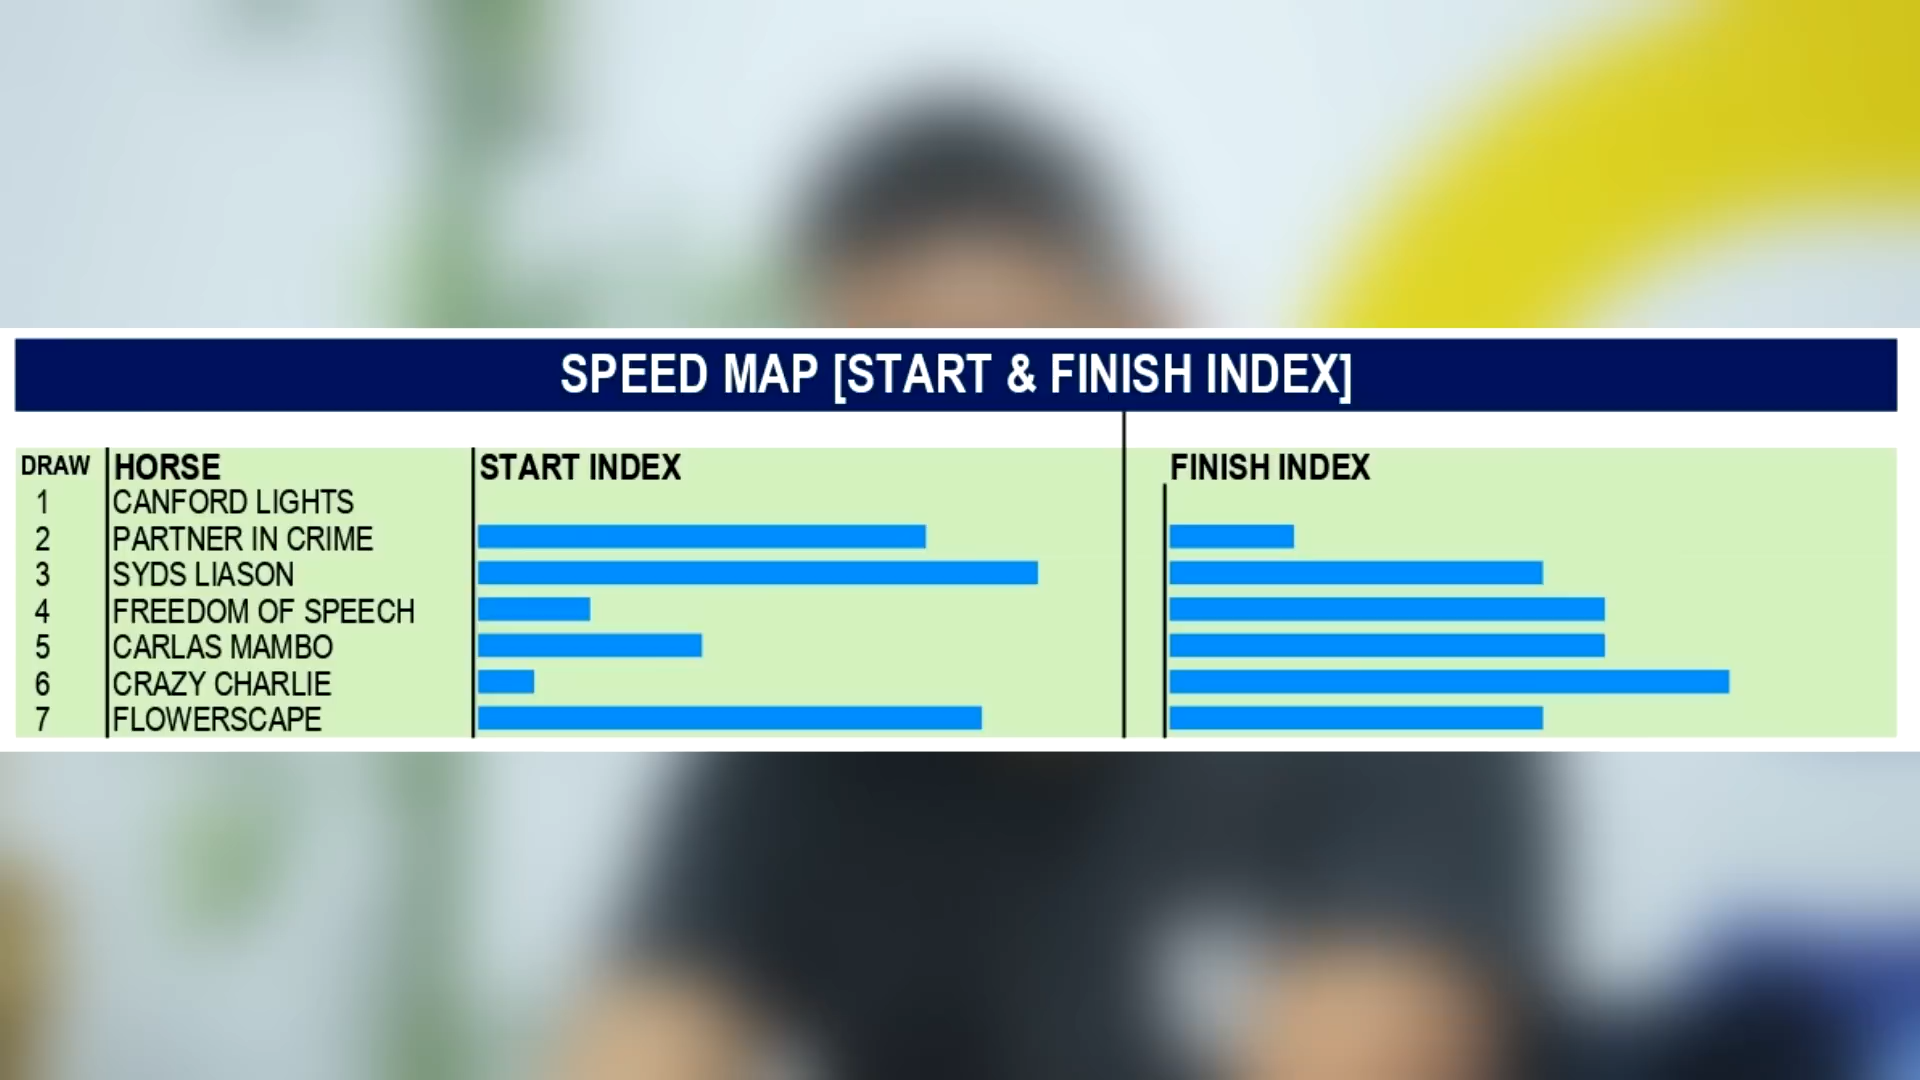 SPEED MAP [START & FINISH INDEX]
DRAW HORSE START INDEX FINISH INDEX
1 CANFORD LIGHTS
2 PARTNER IN CRIME
3 SYDS LIASON
4 FREEDOM OF SPEECH
5 CARLAS MAMBO
6 CRAZY CHARLIE
7 FLOWERSCAPE